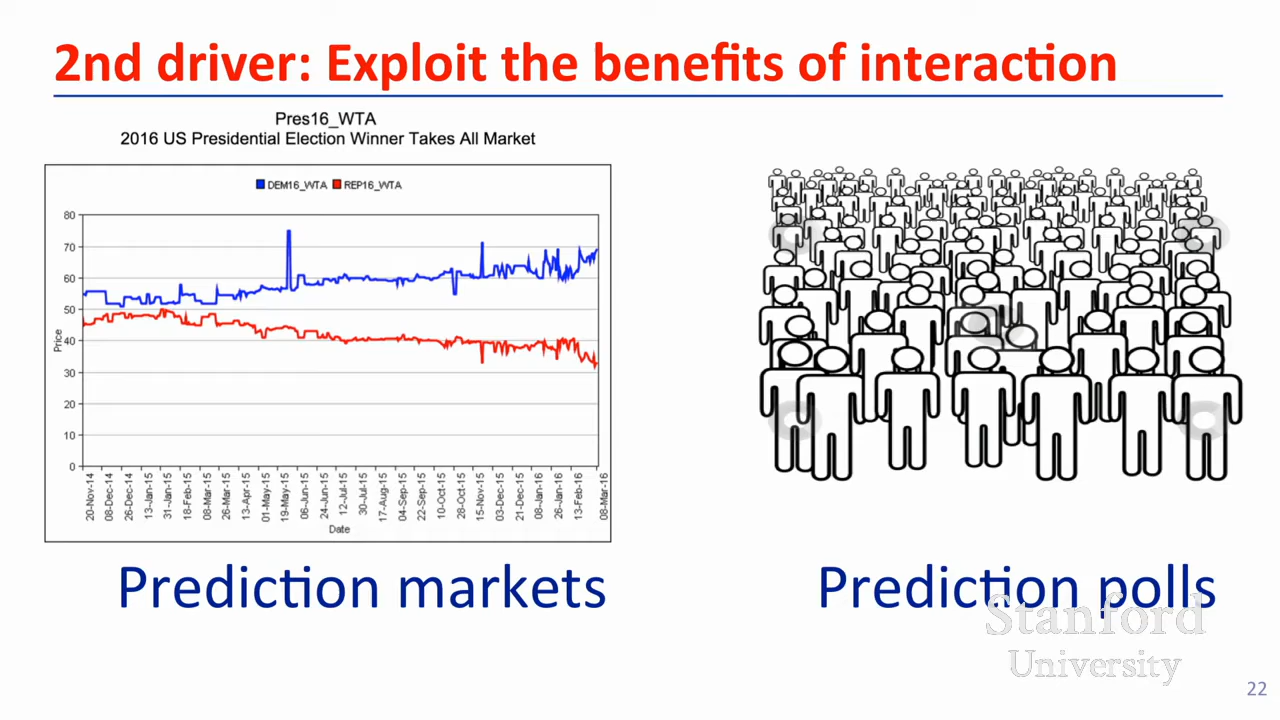 2nd driver: Exploit the benefits of interaction
Pres16_WTA
2016 US Presidential Election Winner Takes All Market
DEM16_WTA REP16_WTA
80
70
60
50
40
30
20
10
0
Price
20-Nov-14
08-Dec-14
26-Dec-14
13-Jan-15
31-Jan-15
18-Feb-15
08-Mar-15
26-Mar-15
13-Apr-15
01-May-15
19-May-15
06-Jun-15
24-Jun-15
12-Jul-15
30-Jul-15
17-Aug-15
04-Sep-15
22-Sep-15
10-Oct-15
28-Oct-15
15-Nov-15
03-Dec-15
21-Dec-15
08-Jan-16
26-Jan-16
13-Feb-16
08-Mar-16
Date
Prediction markets
Prediction polls
Stanford
University
22